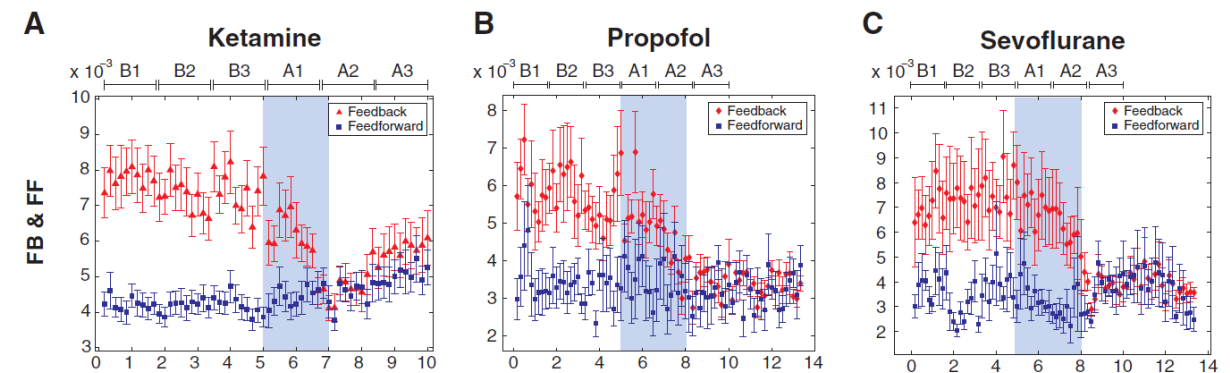 A
Ketamine
x 10⁻³
B1 B2 B3 A1 A2 A3
Feedback
Feedforward
FB & FF
10
9
8
7
6
5
4
3
0 1 2 3 4 5 6 7 8 9 10
B
Propofol
x 10⁻³
B1 B2 B3 A1 A2 A3
Feedback
Feedforward
8
7
6
5
4
3
2
0 2 4 6 8 10 12 14
C
Sevoflurane
x 10⁻³
B1 B2 B3 A1 A2 A3
Feedback
Feedforward
11
10
9
8
7
6
5
4
3
2
0 2 4 6 8 10 12 14